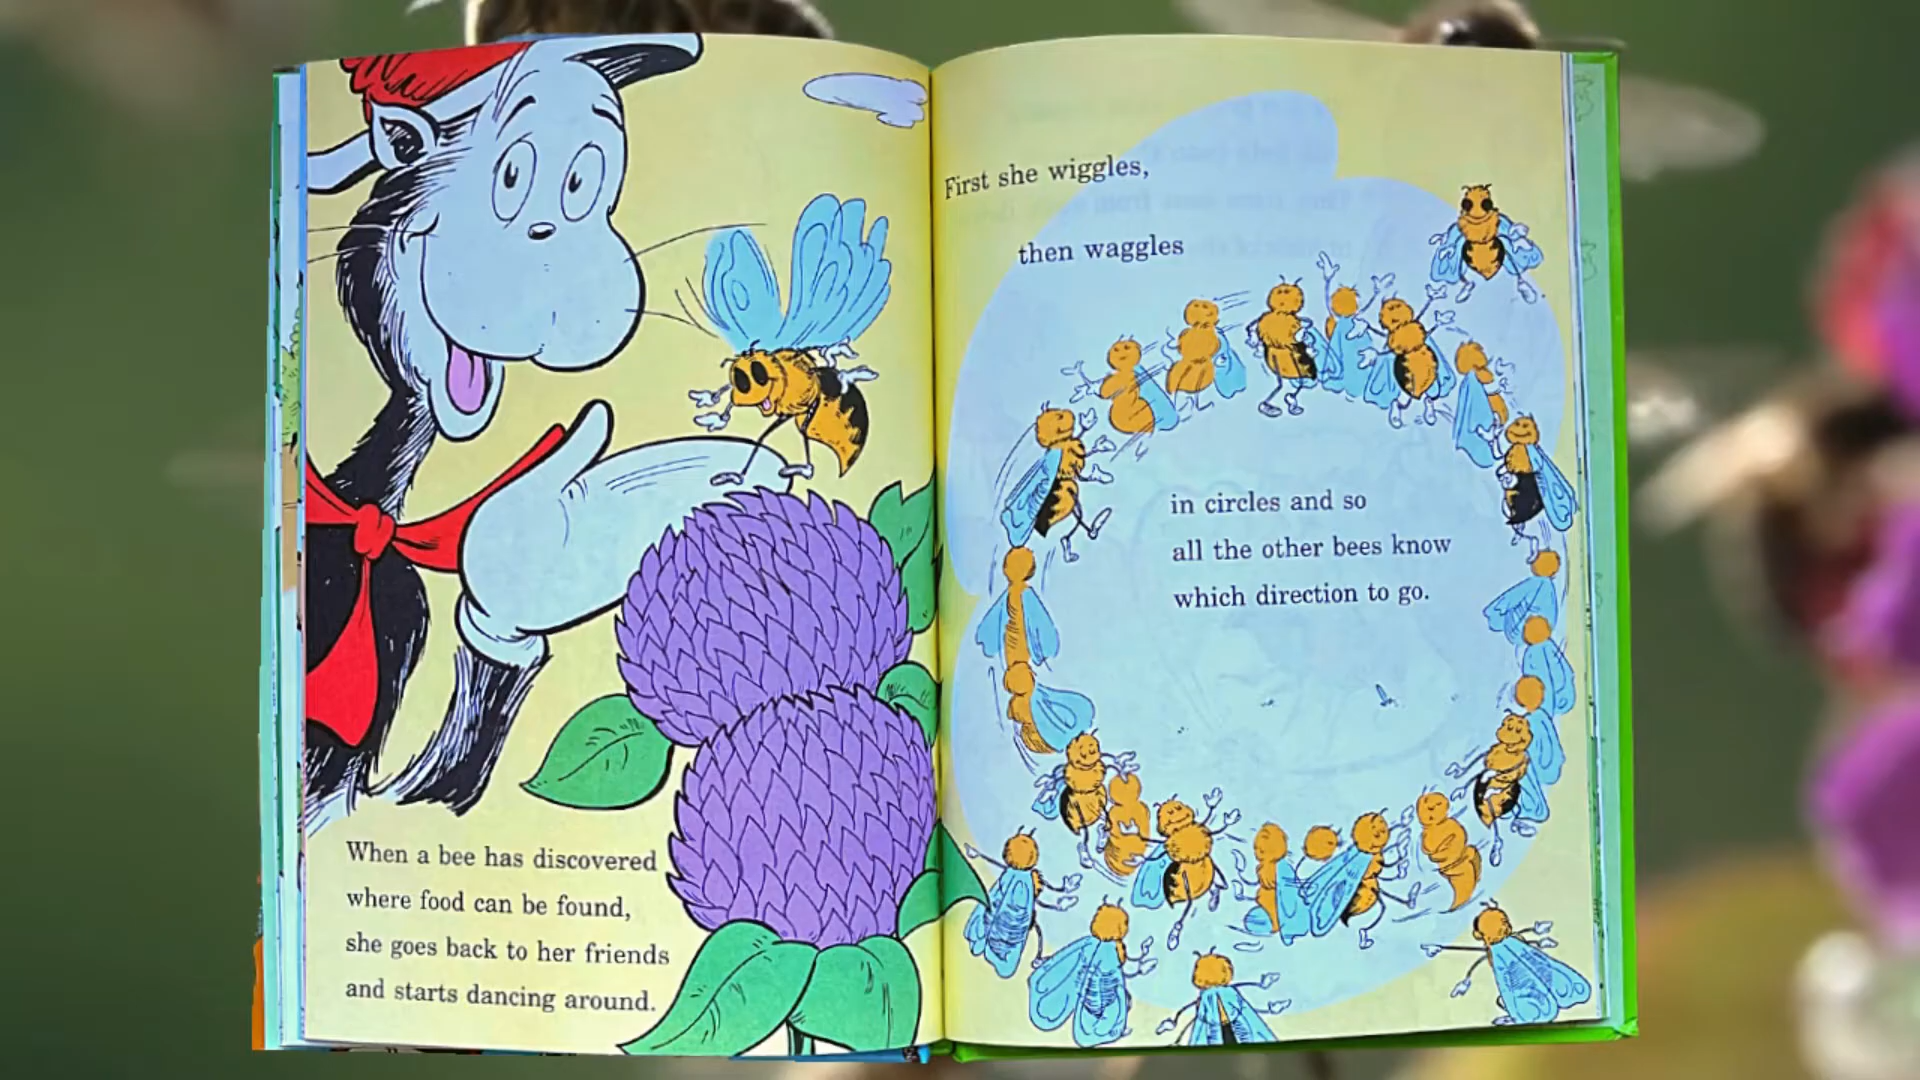 When a bee has discovered
where food can be found,
she goes back to her friends
and starts dancing around.
First she wiggles,
then waggles
in circles and so
all the other bees know
which direction to go.